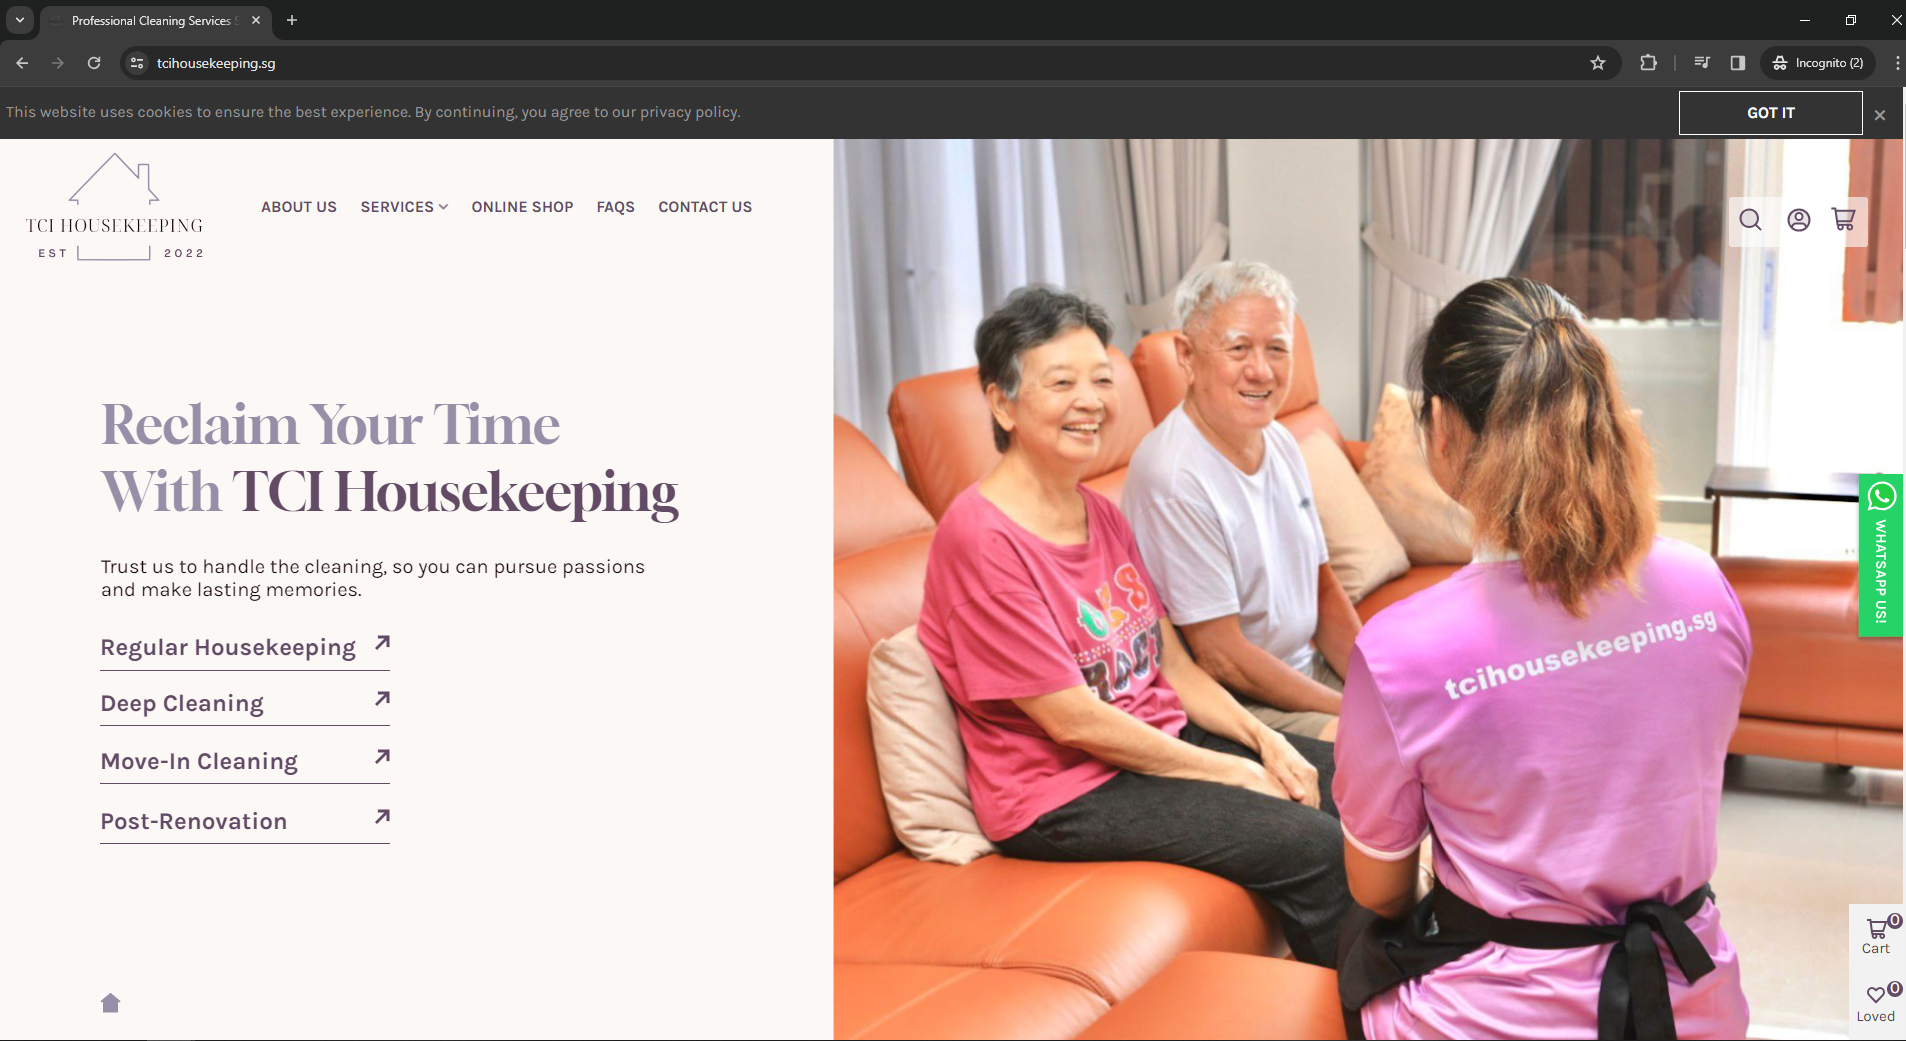 Professional Cleaning Services
tcihousekeeping.sg
Incognito (2)
This website uses cookies to ensure the best experience. By continuing, you agree to our privacy policy.
GOT IT
TCI HOUSEKEEPING
EST 2022
ABOUT US SERVICES ONLINE SHOP FAQS CONTACT US
Reclaim Your Time
With TCI Housekeeping
Trust us to handle the cleaning, so you can pursue passions
and make lasting memories.
Regular Housekeeping
Deep Cleaning
Move-In Cleaning
Post-Renovation
tcihousekeeping.sg
WHATSAPP US!
0
Cart
0
Loved